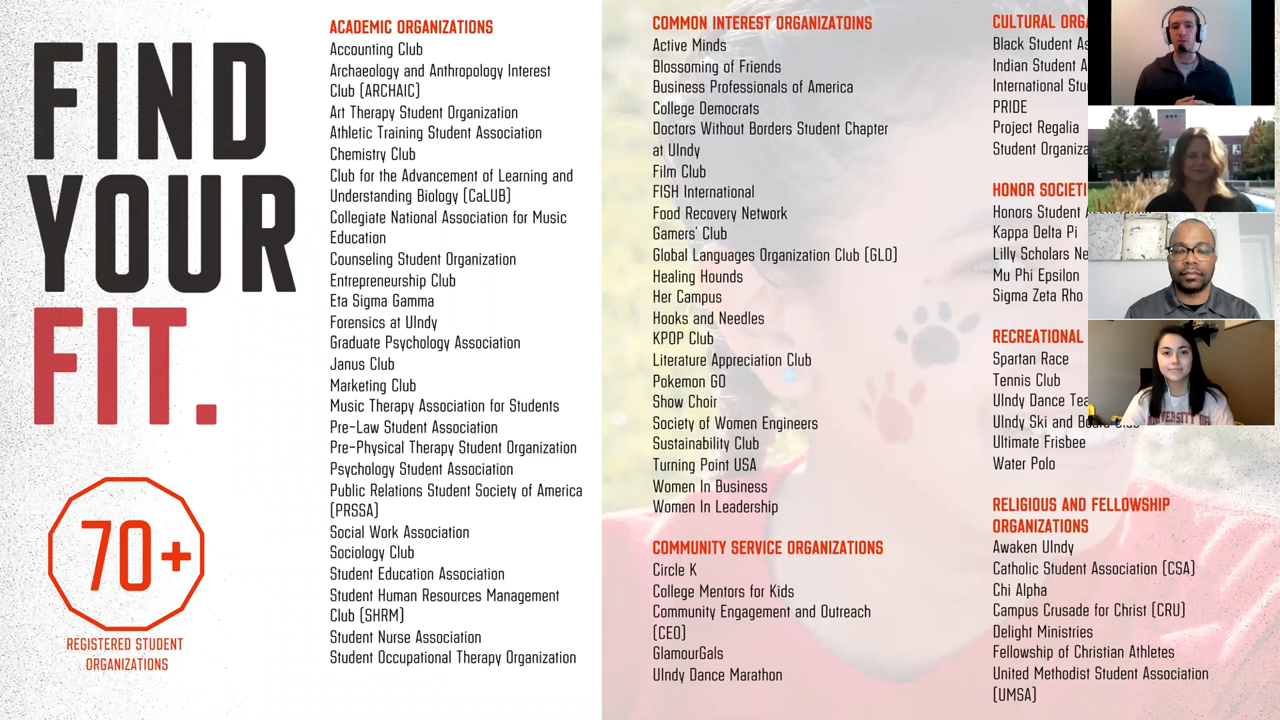 FIND
YOUR
FIT.
70+
REGISTERED STUDENT
ORGANIZATIONS
ACADEMIC ORGANIZATIONS
Accounting Club
Archaeology and Anthropology Interest
Club (ARCHAIC)
Art Therapy Student Organization
Athletic Training Student Association
Chemistry Club
Club for the Advancement of Learning and
Understanding Biology (CaLUB)
Collegiate National Association for Music
Education
Counseling Student Organization
Entrepreneurship Club
Eta Sigma Gamma
Forensics at UIndy
Graduate Psychology Association
Janus Club
Marketing Club
Music Therapy Association for Students
Pre-Law Student Association
Pre-Physical Therapy Student Organization
Psychology Student Association
Public Relations Student Society of America
(PRSSA)
Social Work Association
Sociology Club
Student Education Association
Student Human Resources Management
Club (SHRM)
Student Nurse Association
Student Occupational Therapy Organization
COMMON INTEREST ORGANIZATOINS
Active Minds
Blossoming of Friends
Business Professionals of America
College Democrats
Doctors Without Borders Student Chapter
at UIndy
Film Club
FISH International
Food Recovery Network
Gamers' Club
Global Languages Organization Club (GLO)
Healing Hounds
Her Campus
Hooks and Needles
KPOP Club
Literature Appreciation Club
Pokemon GO
Show Choir
Society of Women Engineers
Sustainability Club
Turning Point USA
Women In Business
Women In Leadership
COMMUNITY SERVICE ORGANIZATIONS
Circle K
College Mentors for Kids
Community Engagement and Outreach
(CEO)
GlamourGals
UIndy Dance Marathon
CULTURAL
Black Student
Indian Student
International
PRIDE
Project Regalia
Student
HONOR
Honors Student
Kappa Delta Pi
Lilly Scholars
Mu Phi Epsilon
Sigma Zeta Rho
RECREATIONAL
Spartan Race
Tennis Club
UIndy Dance
UIndy Ski and Board Club
Ultimate Frisbee
Water Polo
RELIGIOUS AND FELLOWSHIP
ORGANIZATIONS
Awaken UIndy
Catholic Student Association (CSA)
Chi Alpha
Campus Crusade for Christ (CRU)
Delight Ministries
Fellowship of Christian Athletes
United Methodist Student Association
(UMSA)